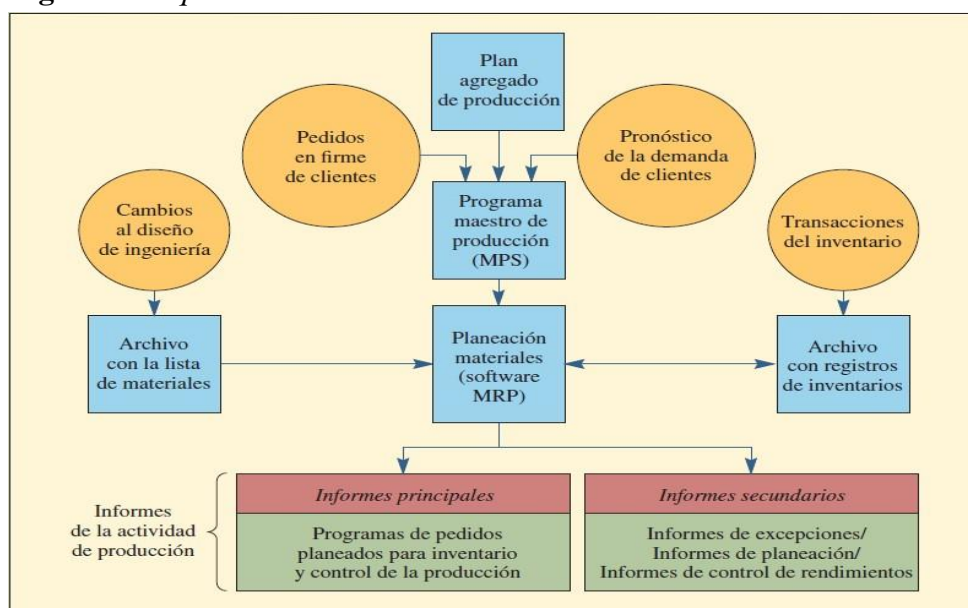 Plan
agregado
de producción
Pedidos
en firme
de clientes
Pronóstico
de la demanda
de clientes
Cambios
al diseño
de ingeniería
Programa
maestro de
producción
(MPS)
Transacciones
del inventario
Archivo
con la lista
de materiales
Planeación
materiales
(software
MRP)
Archivo
con registros
de inventarios
Informes
de la actividad
de producción
Informes principales
Programas de pedidos
planeados para inventario
y control de la producción
Informes secundarios
Informes de excepciones/
Informes de planeación/
Informes de control de rendimientos